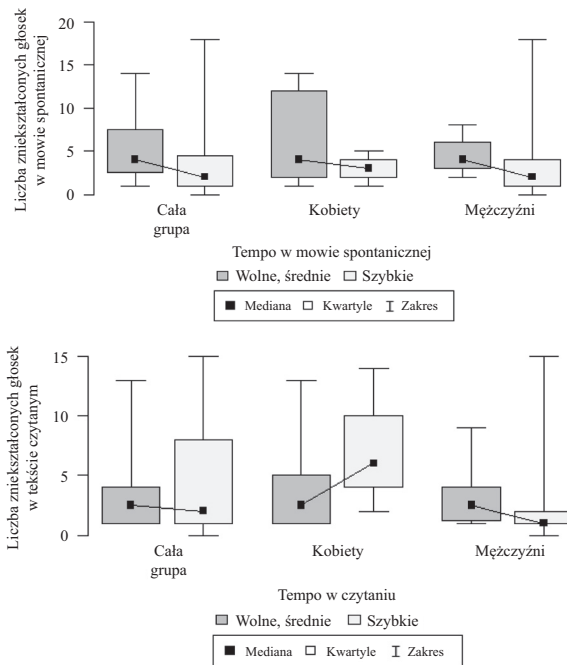 Liczba zniekształconych głosek
w mowie spontanicznej
20
15
10
5
0
Cała
grupa
Kobiety
Mężczyźni
Tempo w mowie spontanicznej
Wolne, średnie
Szybkie
Mediana
Kwartyle
Zakres
Liczba zniekształconych głosek
w tekście czytanym
15
10
5
0
Cała
grupa
Kobiety
Mężczyźni
Tempo w czytaniu
Wolne, średnie
Szybkie
Mediana
Kwartyle
Zakres